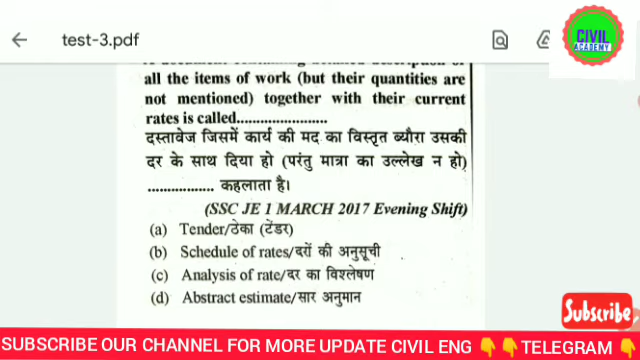 test-3.pdf
CIVIL
ACADEMY
all the items of work (but their quantities are
not mentioned) together with their current
rates is called.......................
दस्तावेज जिसमें कार्य की मद का विस्तृत ब्यौरा उसकी
दर के साथ दिया हो (परंतु मात्रा का उल्लेख न हो)
................. कहलाता है।
(SSC JE 1 MARCH 2017 Evening Shift)
(a) Tender/ठेका (टेंडर)
(b) Schedule of rates/दरों की अनुसूची
(c) Analysis of rate/दर का विश्लेषण
(d) Abstract estimate/सार अनुमान
Subscribe
SUBSCRIBE OUR CHANNEL FOR MORE UPDATE CIVIL ENG 👇👇TELEGRAM 👇